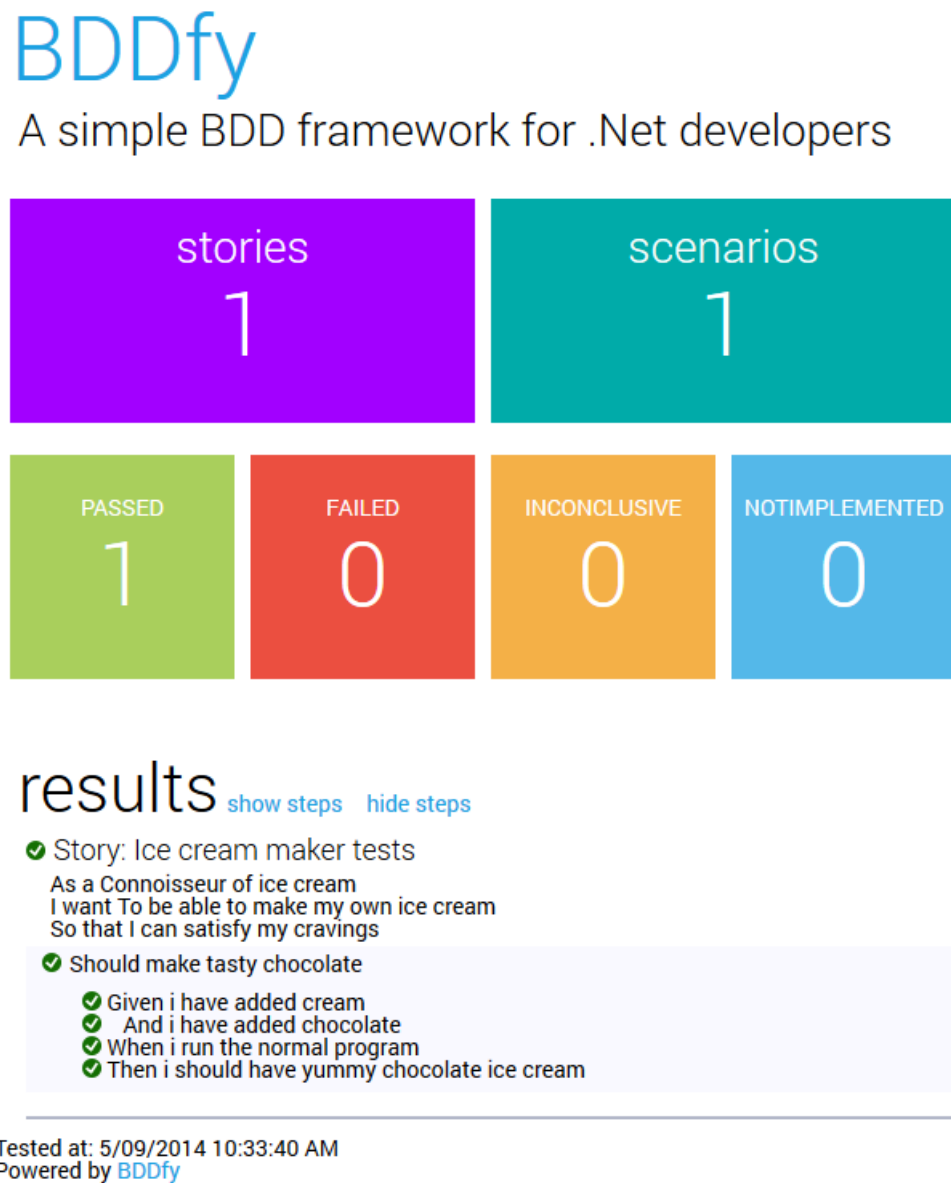 BDDfy
A simple BDD framework for .Net developers
stories
1
scenarios
1
PASSED
1
FAILED
0
INCONCLUSIVE
0
NOTIMPLEMENTED
0
results show steps hide steps
Story: Ice cream maker tests
As a Connoisseur of ice cream
I want To be able to make my own ice cream
So that I can satisfy my cravings
Should make tasty chocolate
Given i have added cream
And i have added chocolate
When i run the normal program
Then i should have yummy chocolate ice cream
Tested at: 5/09/2014 10:33:40 AM
Powered by BDDfy